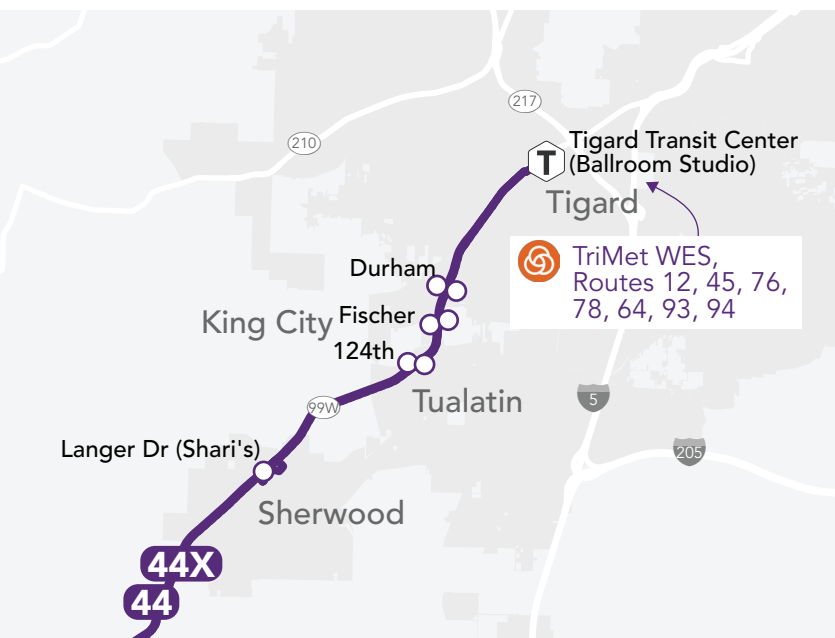 217
210
Tigard Transit Center
(Ballroom Studio)
T
Tigard
TriMet WES,
Routes 12, 45, 76,
78, 64, 93, 94
Durham
Fischer
King City
124th
Tualatin
5
99W
Langer Dr (Shari's)
205
Sherwood
44X
44